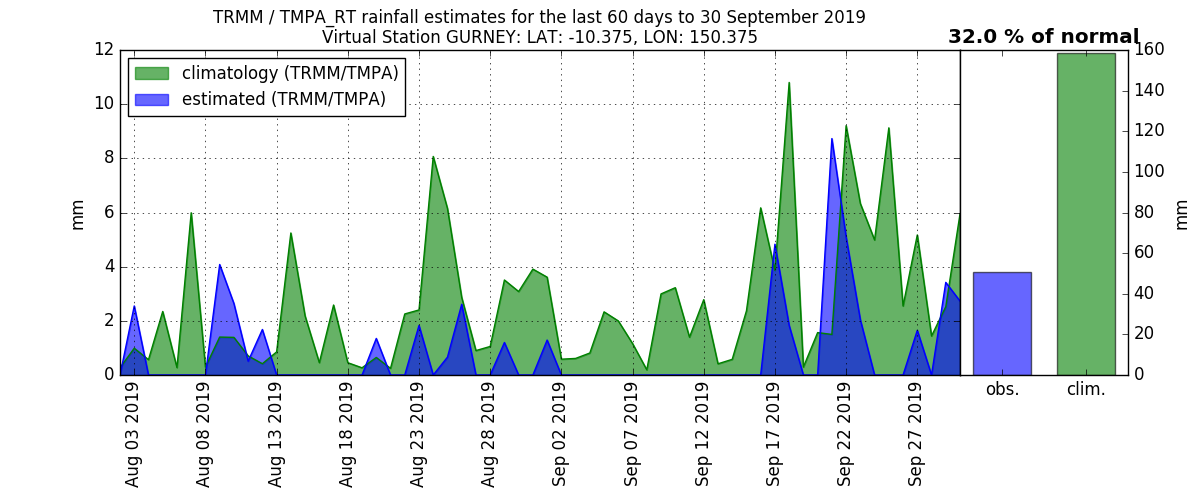 TRMM / TMPA_RT rainfall estimates for the last 60 days to 30 September 2019
Virtual Station GURNEY: LAT: -10.375, LON: 150.375
32.0 % of normal
climatology (TRMM/TMPA)
estimated (TRMM/TMPA)
mm
12
10
8
6
4
2
0
Aug 03 2019
Aug 08 2019
Aug 13 2019
Aug 18 2019
Aug 23 2019
Aug 28 2019
Sep 02 2019
Sep 07 2019
Sep 12 2019
Sep 17 2019
Sep 22 2019
Sep 27 2019
obs.
clim.
160
140
120
100
80
60
40
20
0
mm